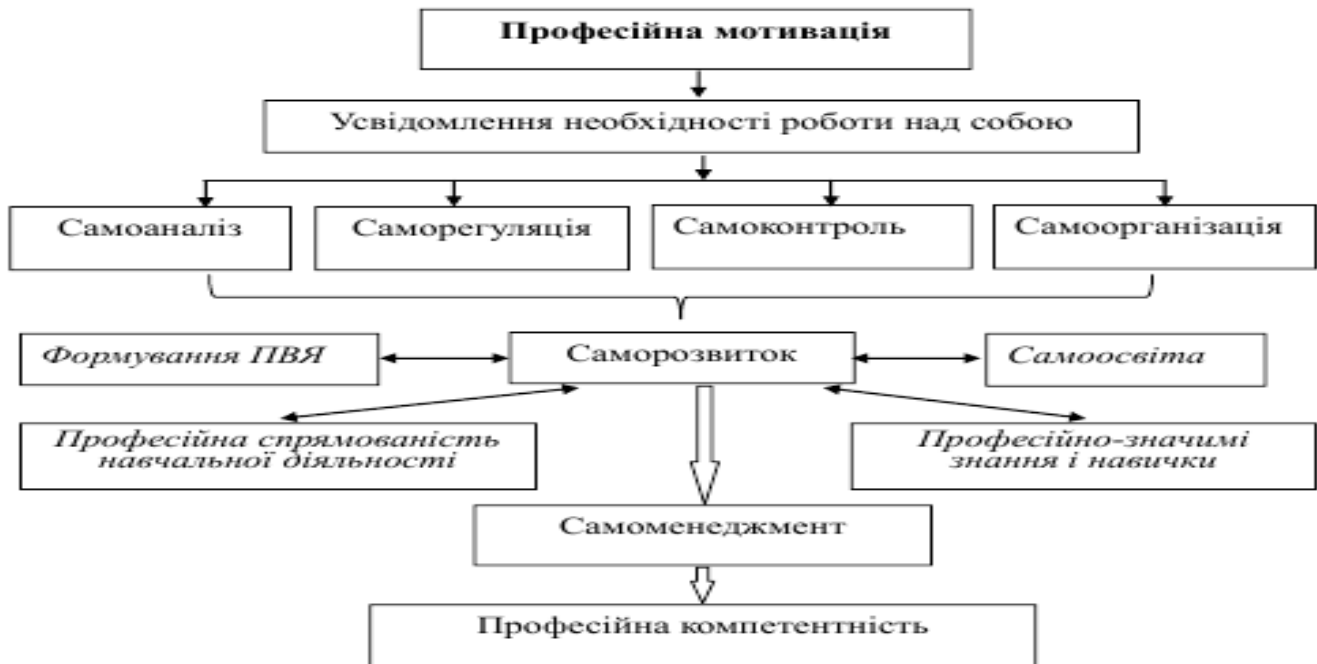 Професійна мотивація
Усвідомлення необхідності роботи над собою
Самоаналіз
Саморегуляція
Самоконтроль
Самоорганізація
Формування ПВЯ
Саморозвиток
Самоосвіта
Професійна спрямованість
навчальної діяльності
Професійно-значимі
знання і навички
Самоменеджмент
Професійна компетентність